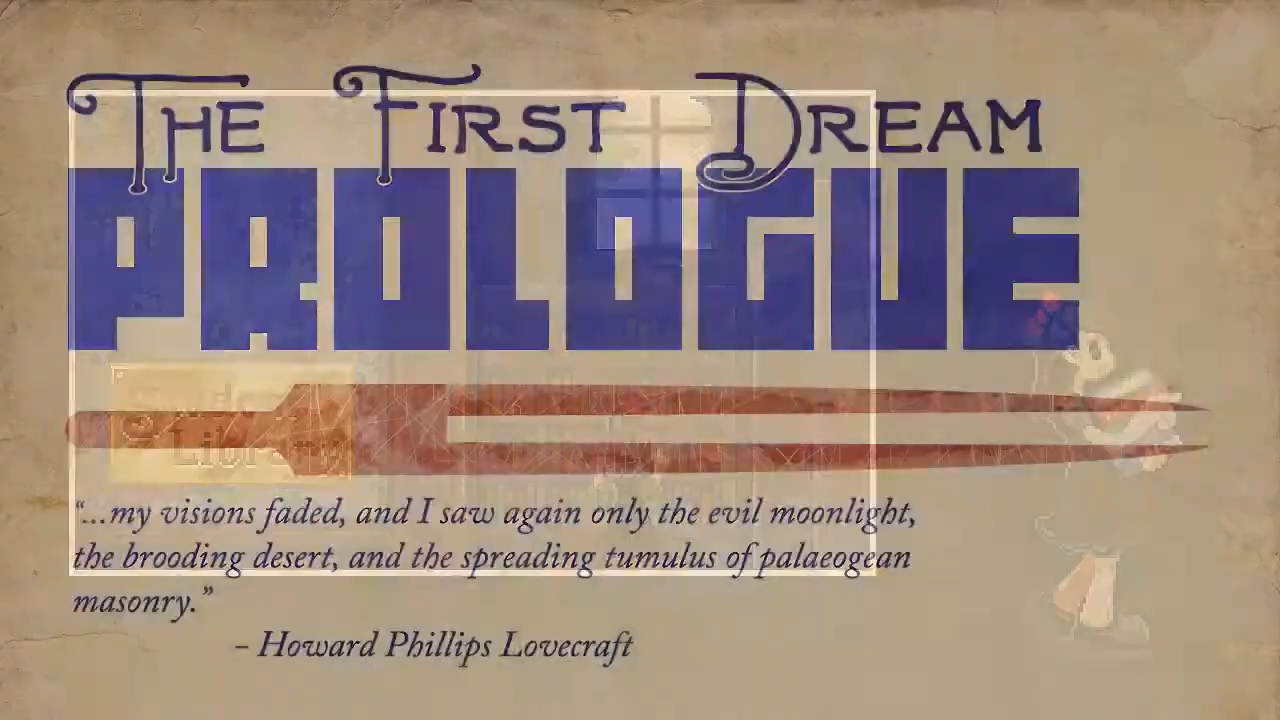 The First Dream
PROLOGUE
Library
“...my visions faded, and I saw again only the evil moonlight,
the brooding desert, and the spreading tumulus of palaeogean
masonry.”
– Howard Phillips Lovecraft